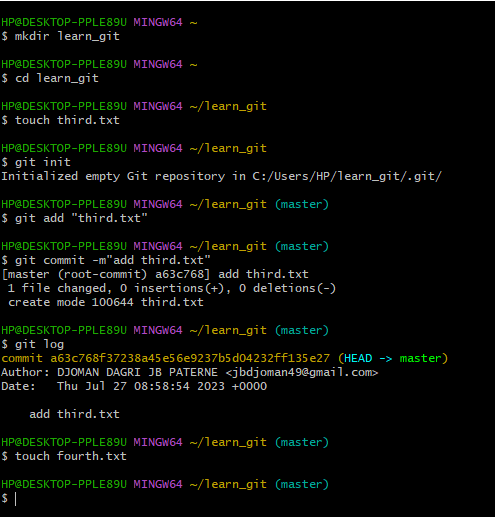 HP@DESKTOP-PPLE89U MINGW64 ~
$ mkdir learn_git
HP@DESKTOP-PPLE89U MINGW64 ~
$ cd learn_git
HP@DESKTOP-PPLE89U MINGW64 ~/learn_git
$ touch third.txt
HP@DESKTOP-PPLE89U MINGW64 ~/learn_git
$ git init
Initialized empty Git repository in C:/Users/HP/learn_git/.git/
HP@DESKTOP-PPLE89U MINGW64 ~/learn_git (master)
$ git add "third.txt"
HP@DESKTOP-PPLE89U MINGW64 ~/learn_git (master)
$ git commit -m"add third.txt"
[master (root-commit) a63c768] add third.txt
 1 file changed, 0 insertions(+), 0 deletions(-)
 create mode 100644 third.txt
HP@DESKTOP-PPLE89U MINGW64 ~/learn_git (master)
$ git log
commit a63c768f37238a45e56e9237b5d04232ff135e27 (HEAD -> master)
Author: DJOMAN DAGRI JB PATERNE <jbdjoman49@gmail.com>
Date:   Thu Jul 27 08:58:54 2023 +0000
    add third.txt
HP@DESKTOP-PPLE89U MINGW64 ~/learn_git (master)
$ touch fourth.txt
HP@DESKTOP-PPLE89U MINGW64 ~/learn_git (master)
$